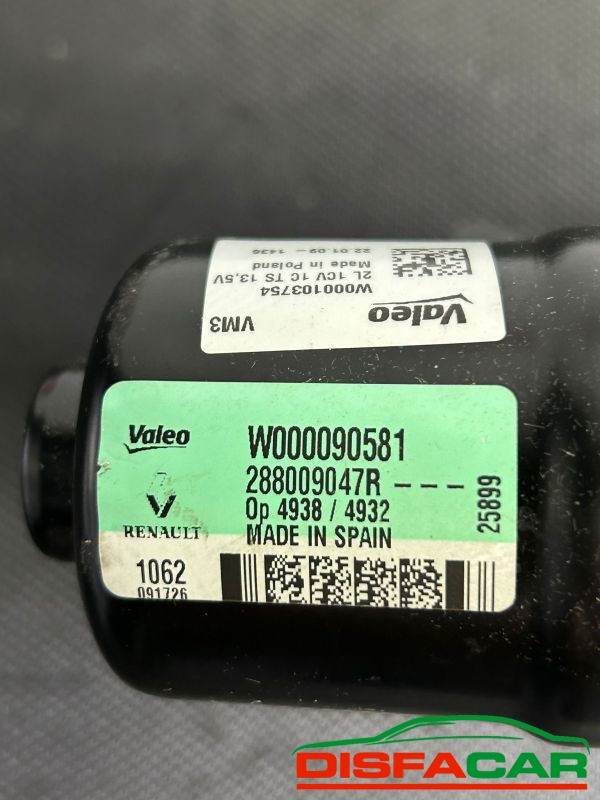 Valeo
W000103754
2L 1CV 1C TS 13,5V
Made in Poland
22.01.09 - 1436
VM3
Valeo
W000090581
288009047R ---
Op 4938 / 4932
MADE IN SPAIN
25899
RENAULT
1062
091726
DISFACAR